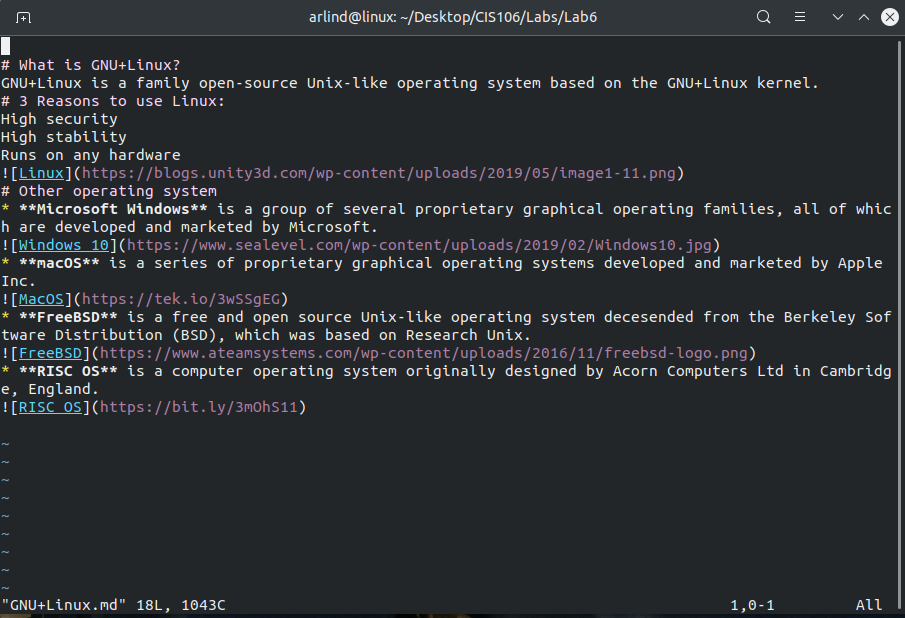 arlind@linux: ~/Desktop/CIS106/Labs/Lab6
# What is GNU+Linux?
GNU+Linux is a family open-source Unix-like operating system based on the GNU+Linux kernel.
# 3 Reasons to use Linux:
High security
High stability
Runs on any hardware
![Linux](https://blogs.unity3d.com/wp-content/uploads/2019/05/image1-11.png)
# Other operating system
* **Microsoft Windows** is a group of several proprietary graphical operating families, all of whic
h are developed and marketed by Microsoft.
![Windows 10](https://www.sealevel.com/wp-content/uploads/2019/02/Windows10.jpg)
* **macOS** is a series of proprietary graphical operating systems developed and marketed by Apple
Inc.
![MacOS](https://tek.io/3wSSgEG)
* **FreeBSD** is a free and open source Unix-like operating system decesended from the Berkeley Sof
tware Distribution (BSD), which was based on Research Unix.
![FreeBSD](https://www.ateamsystems.com/wp-content/uploads/2016/11/freebsd-logo.png)
* **RISC OS** is a computer operating system originally designed by Acorn Computers Ltd in Cambridg
e, England.
![RISC OS](https://bit.ly/3mOhS11)
~
~
~
~
~
~
~
~
~
"GNU+Linux.md" 18L, 1043C 1,0-1 All